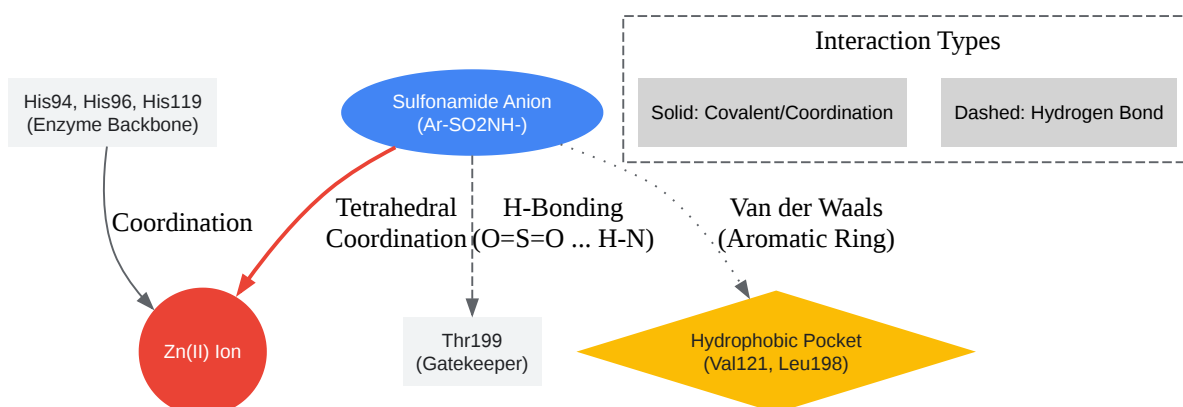 Interaction Types
His94, His96, His119
(Enzyme Backbone)
Sulfonamide Anion
(Ar-SO2NH-)
Solid: Covalent/Coordination
Dashed: Hydrogen Bond
Coordination
Tetrahedral
Coordination
H-Bonding
(O=S=O ... H-N)
Van der Waals
(Aromatic Ring)
Zn(II) Ion
Thr199
(Gatekeeper)
Hydrophobic Pocket
(Val121, Leu198)